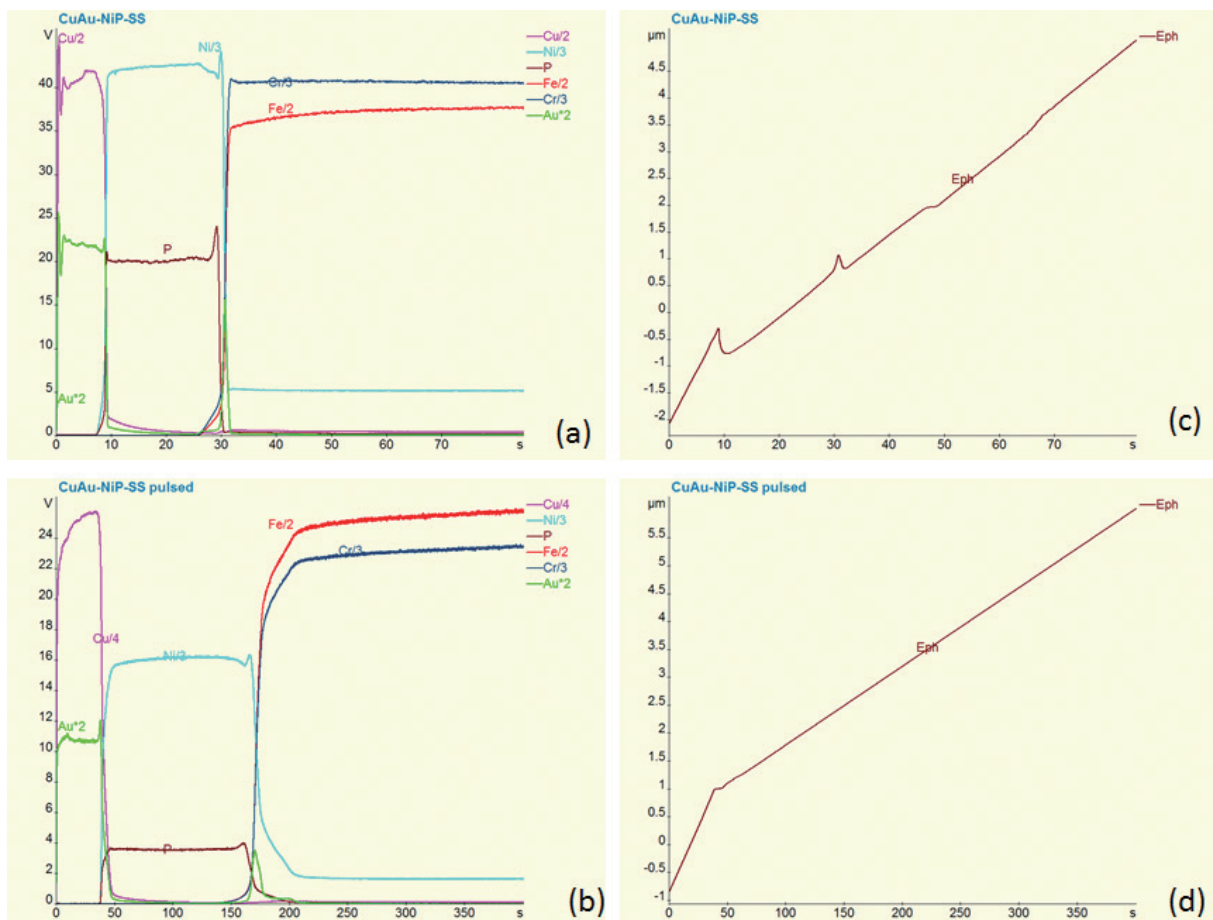 CuAu-NiP-SS
V
Cu/2
Ni/3
Cu/2
Ni/3
P
Fe/2
Cr/3
Au*2
40
35
30
25
20
15
10
5
0
Cr/3
Fe/2
P
Au*2
0 10 20 30 40 50 60 70 s
(a)
CuAu-NiP-SS
µm
Eph
4.5
4
3.5
3
2.5
2
1.5
1
0.5
0
-0.5
-1
-1.5
-2
Eph
0 10 20 30 40 50 60 70 s
(c)
CuAu-NiP-SS pulsed
V
Cu/4
Ni/3
P
Fe/2
Cr/3
Au*2
24
22
20
18
16
14
12
10
8
6
4
2
0
Fe/2
Cr/3
Cu/4
Ni/3
Au*2
P
0 50 100 150 200 250 300 350 s
(b)
CuAu-NiP-SS pulsed
µm
Eph
5.5
5
4.5
4
3.5
3
2.5
2
1.5
1
0.5
0
-0.5
-1
Eph
0 50 100 150 200 250 300 350 s
(d)